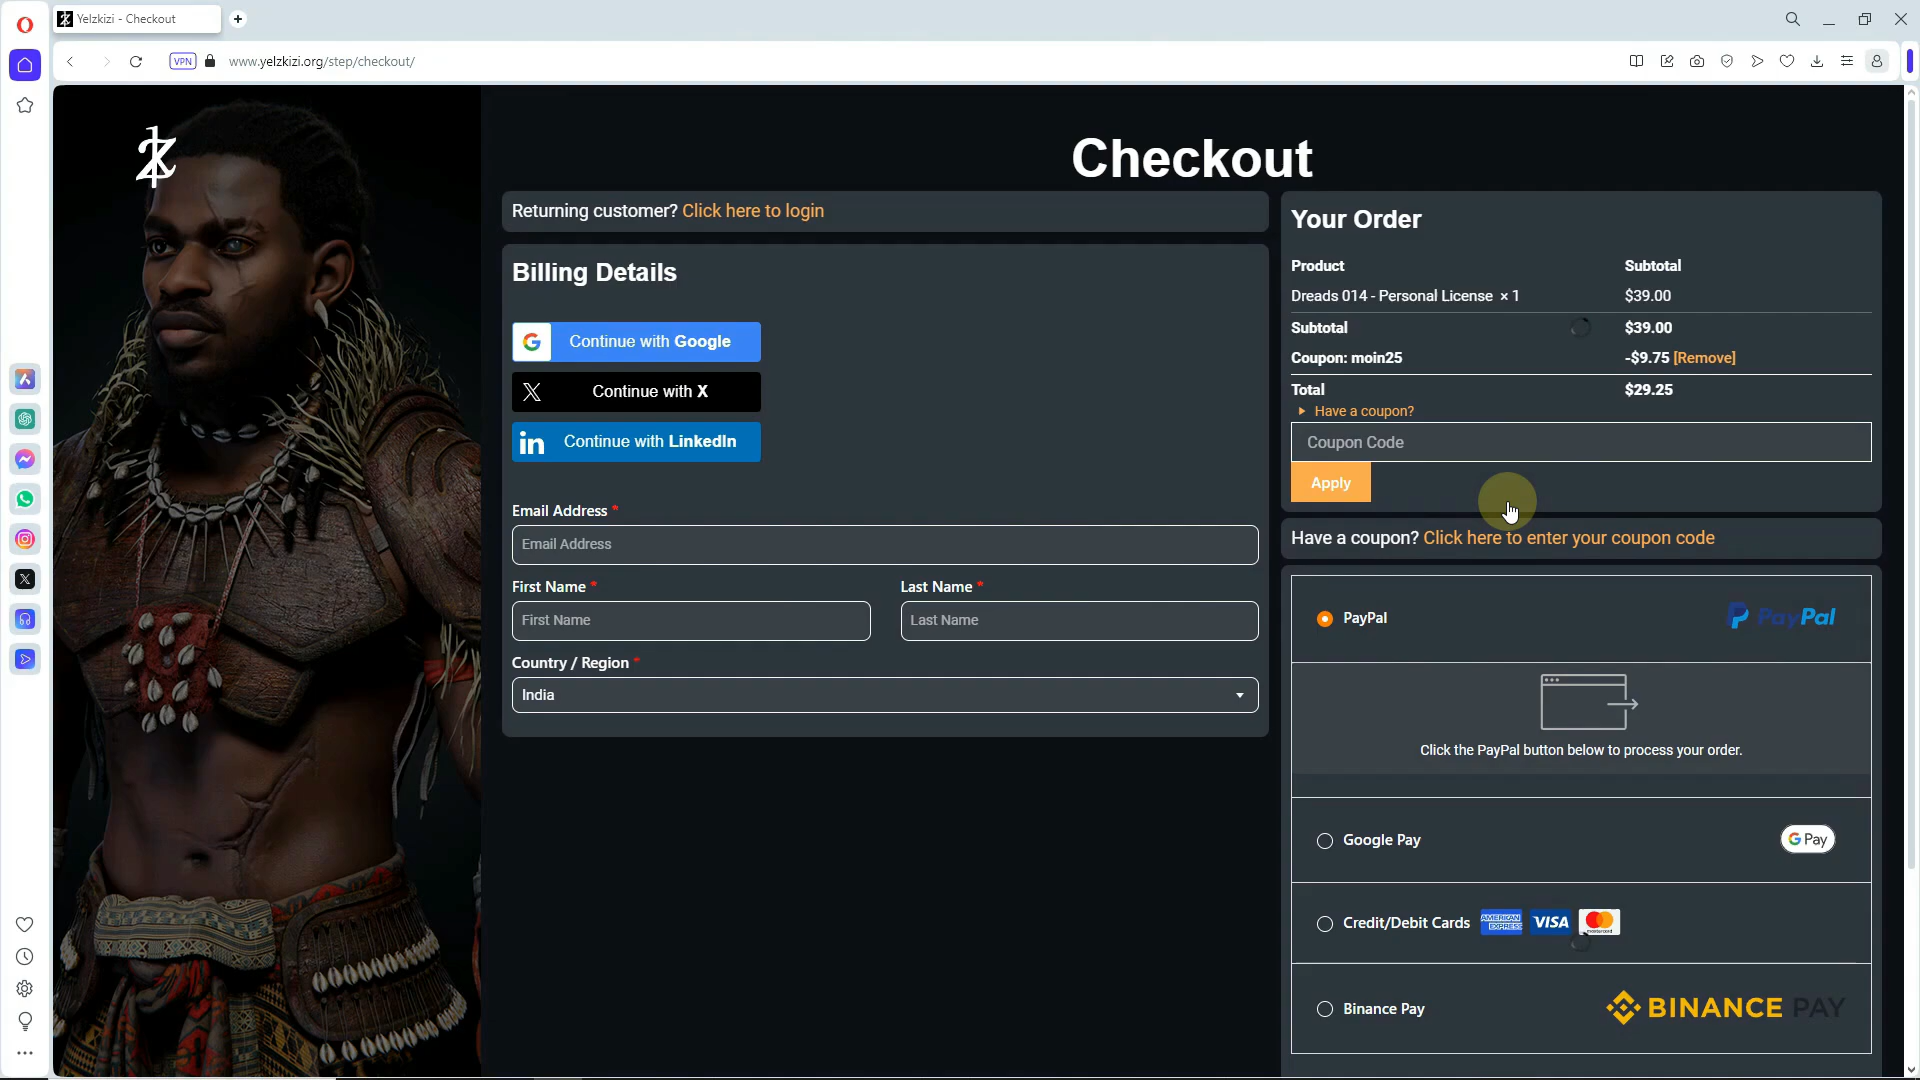 Yelzkizi - Checkout
VPN
www.yelzkizi.org/step/checkout/
Checkout
Returning customer? Click here to login
Billing Details
Continue with Google
Continue with X
Continue with LinkedIn
Email Address *
Email Address
First Name *
Last Name *
First Name
Last Name
Country / Region *
India
Your Order
Product Subtotal
Dreads 014 - Personal License × 1 $39.00
Subtotal $39.00
Coupon: moin25 -$9.75 [Remove]
Total $29.25
Have a coupon?
Coupon Code
Apply
Have a coupon? Click here to enter your coupon code
PayPal PayPal
Click the PayPal button below to process your order.
Google Pay G Pay
Credit/Debit Cards AMERICAN EXPRESS VISA mastercard
Binance Pay BINANCE PAY